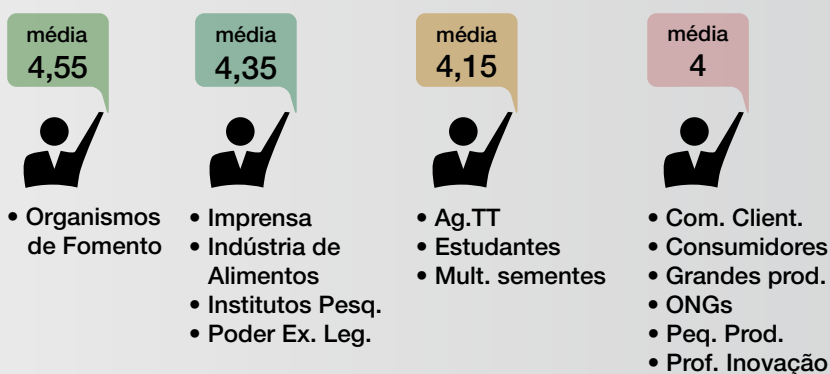 média
4,55
• Organismos
de Fomento
média
4,35
• Imprensa
• Indústria de
Alimentos
• Institutos Pesq.
• Poder Ex. Leg.
média
4,15
• Ag.TT
• Estudantes
• Mult. sementes
média
4
• Com. Client.
• Consumidores
• Grandes prod.
• ONGs
• Peq. Prod.
• Prof. Inovação